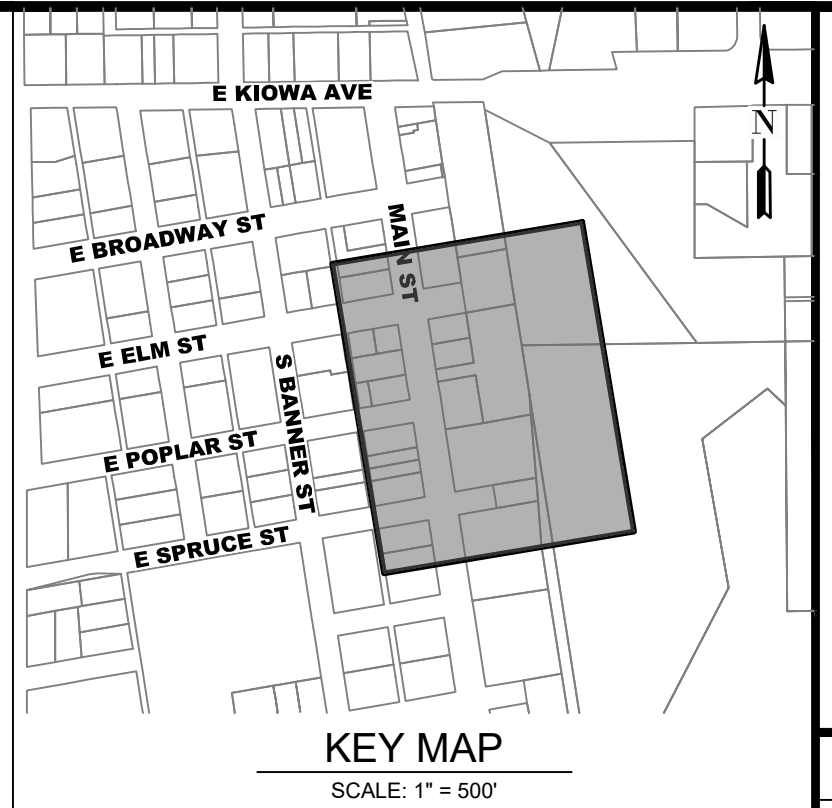 E KIOWA AVE
N
E BROADWAY ST
MAIN ST
E ELM ST
S BANNER ST
E POPLAR ST
E SPRUCE ST
KEY MAP
SCALE: 1" = 500'